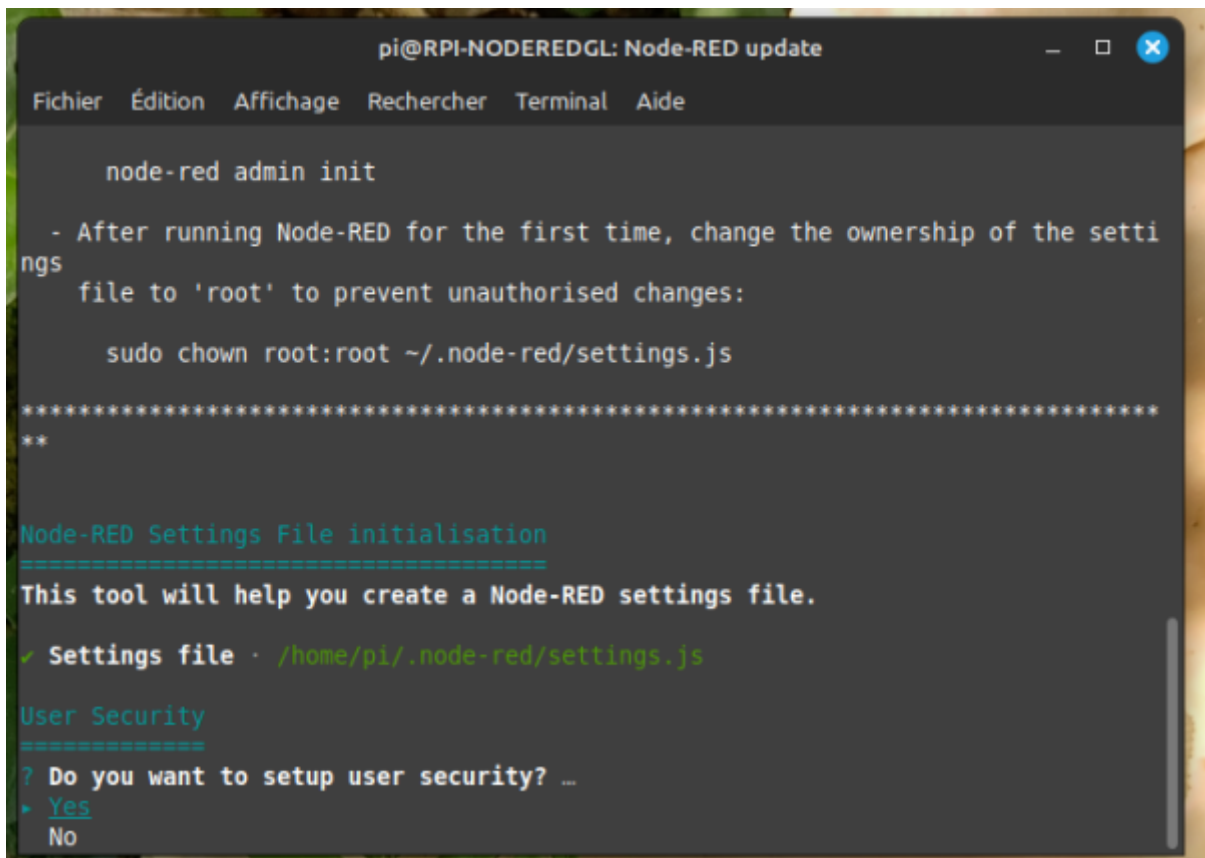 pi@RPI-NODEREDGL: Node-RED update
Fichier Édition Affichage Rechercher Terminal Aide
node-red admin init
- After running Node-RED for the first time, change the ownership of the setti
ngs
file to 'root' to prevent unauthorised changes:
sudo chown root:root ~/.node-red/settings.js
********************************************************************************
**
Node-RED Settings File initialisation
=====================================
This tool will help you create a Node-RED settings file.
✔ Settings file · /home/pi/.node-red/settings.js
User Security
=============
? Do you want to setup user security? …
▸ Yes
No